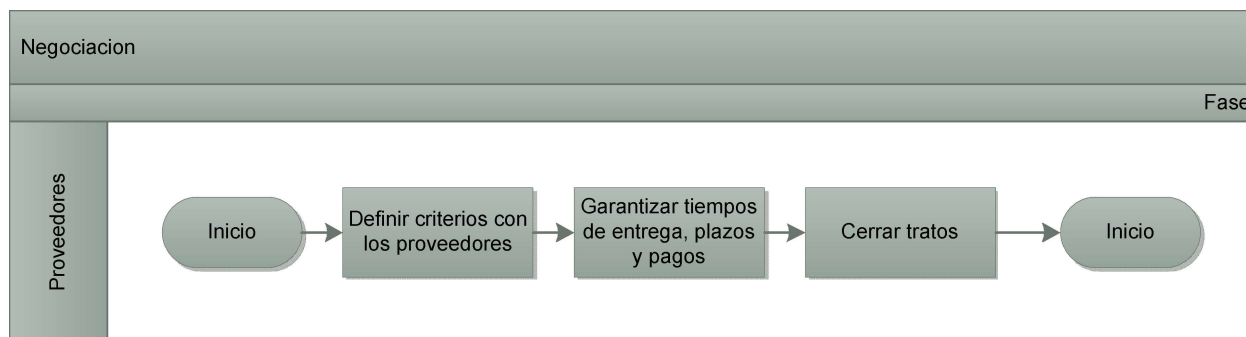 Negociacion
Fase
Proveedores
Inicio
Definir criterios con
los proveedores
Garantizar tiempos
de entrega, plazos
y pagos
Cerrar tratos
Inicio